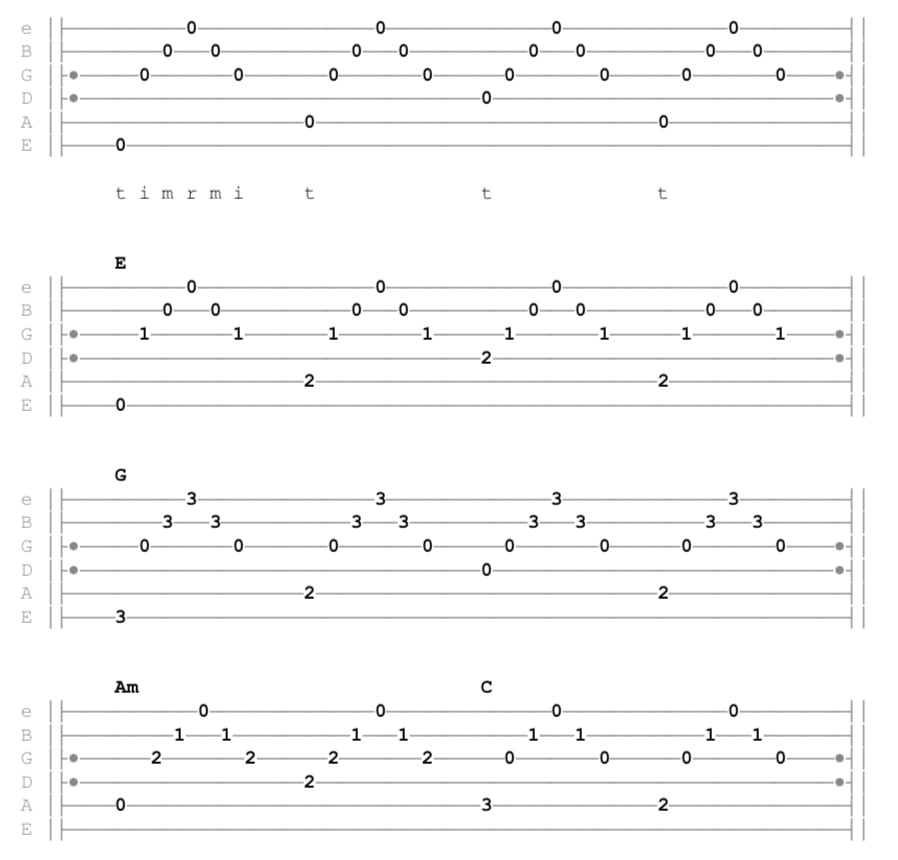 e 0 0 0 0
B 0 0 0 0 0 0 0 0
G 0 0 0 0 0 0 0 0
D 0
A 0 0
E 0
t i m r m i t t t
E
e 0 0 0 0
B 0 0 0 0 0 0 0 0
G 1 1 1 1 1 1 1 1
D 2
A 2 2
E 0
G
e 3 3 3 3
B 3 3 3 3 3 3 3 3
G 0 0 0 0 0 0 0 0
D 0
A 2 2
E 3
Am C
e 0 0 0 0
B 1 1 1 1 1 1 1 1
G 2 2 2 2 0 0 0 0
D 2
A 0 3 2
E